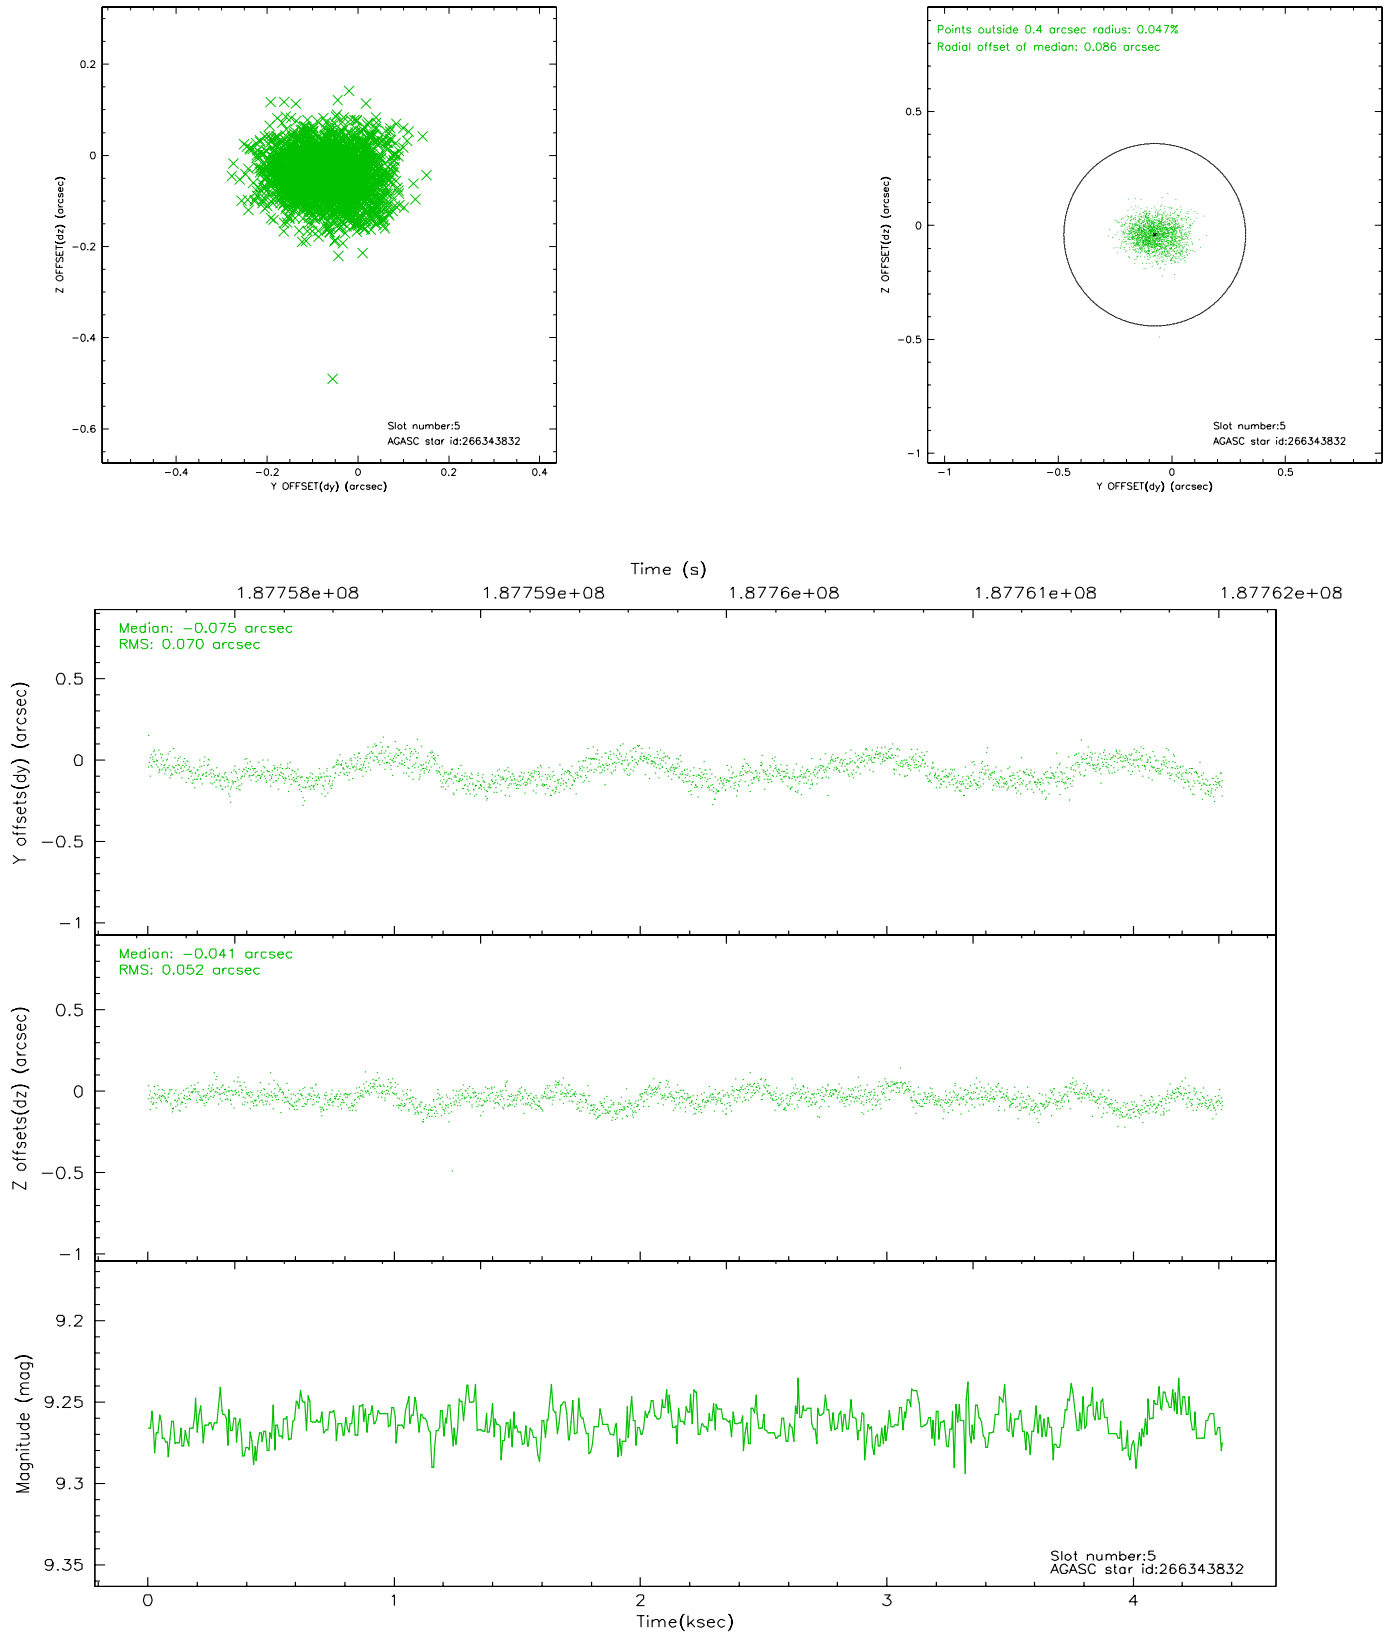 0.2
0
−0.2
−0.4
−0.6
Z OFFSET(dz) (arcsec)
−0.4 −0.2 0 0.2 0.4
Y OFFSET(dy) (arcsec)
Slot number:5
AGASC star id:266343832
Points outside 0.4 arcsec radius: 0.047%
Radial offset of median: 0.086 arcsec
0.5
0
−0.5
−1
Z OFFSET(dz) (arcsec)
−1 −0.5 0 0.5
Y OFFSET(dy) (arcsec)
Slot number:5
AGASC star id:266343832
Time (s)
1.87758e+08 1.87759e+08 1.8776e+08 1.87761e+08 1.87762e+08
Median: −0.075 arcsec
RMS: 0.070 arcsec
0.5
0
−0.5
−1
Y offsets(dy) (arcsec)
Median: −0.041 arcsec
RMS: 0.052 arcsec
0.5
0
−0.5
−1
Z offsets(dz) (arcsec)
9.2
9.25
9.3
9.35
Magnitude (mag)
Slot number:5
AGASC star id:266343832
0 1 2 3 4
Time(ksec)